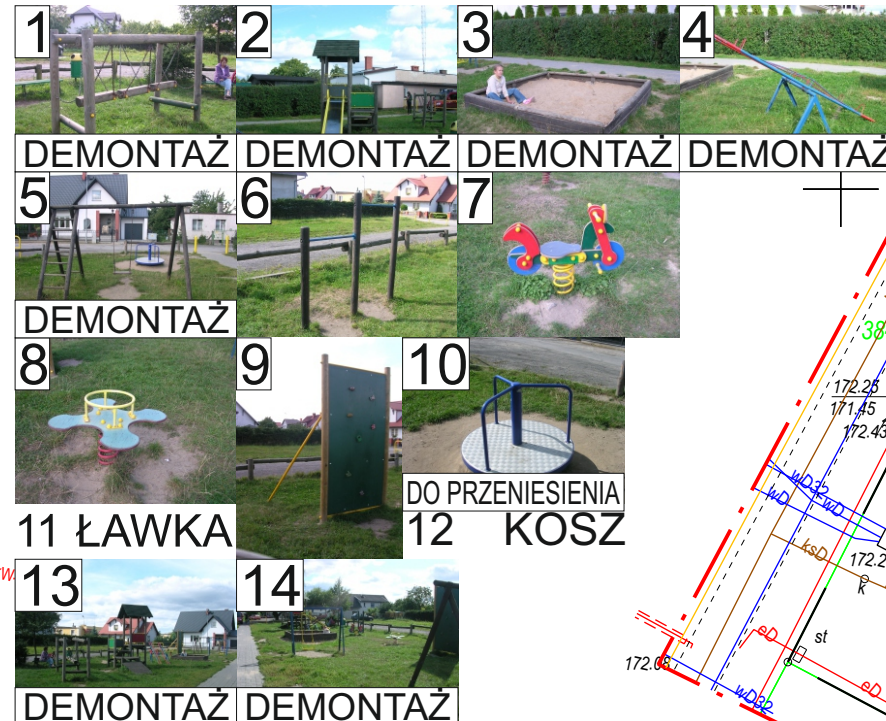 1
2
3
4
DEMONTAŻ
DEMONTAŻ
DEMONTAŻ
DEMONTAŻ
5
6
7
DEMONTAŻ
8
9
10
DO PRZENIESIENIA
11 ŁAWKA
12 KOSZ
13
14
DEMONTAŻ
DEMONTAŻ
38
172.25
171.45
172.43
wD32
wD
wD
ksD
172.2
k
eD
st
172.08
eD
wD32